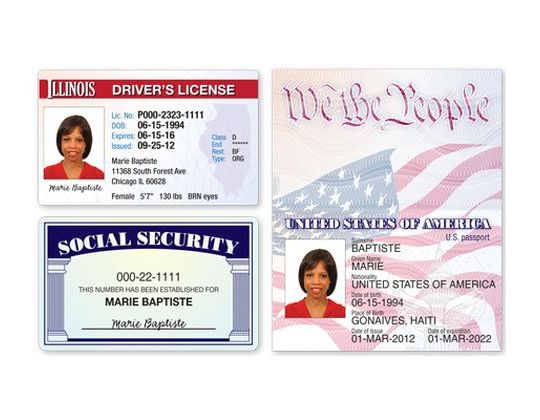 ILLINOIS DRIVER'S LICENSE
Lic. No: P000-2323-1111
DOB: 06-15-1994
Expires: 06-15-16
Issued: 09-25-12
Class D
End ******
Rest: BF
Type: ORG
Marie Baptiste
11368 South Forest Ave
Chicago IL 60628
Female 5'7" 130 lbs BRN eyes
Marie Baptiste
SOCIAL SECURITY
000-22-1111
THIS NUMBER HAS BEEN ESTABLISHED FOR
MARIE BAPTISTE
Marie Baptiste
We the People
UNITED STATES OF AMERICA
U.S. passport
Surname
BAPTISTE
Given Name
MARIE
Nationality
UNITED STATES OF AMERICA
Date of birth
06-15-1994
Place of Birth
GONAIVES, HAITI
Date of issue Date of expiration
01-MAR-2012 01-MAR-2022